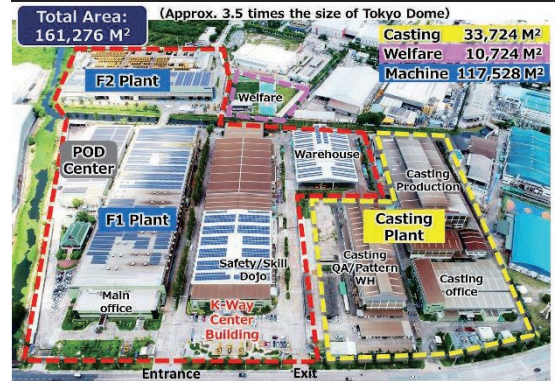 Total Area:
161,276 M²
(Approx. 3.5 times the size of Tokyo Dome)
Casting 33,724 M²
Welfare 10,724 M²
Machine 117,528 M²
F2 Plant
Welfare
POD
Center
Warehouse
Casting
Production
F1 Plant
Casting
Plant
Safety/Skill
Dojo
Casting
QA/Pattern
WH
Casting
office
Main
office
K-Way
Center
Building
Entrance
Exit